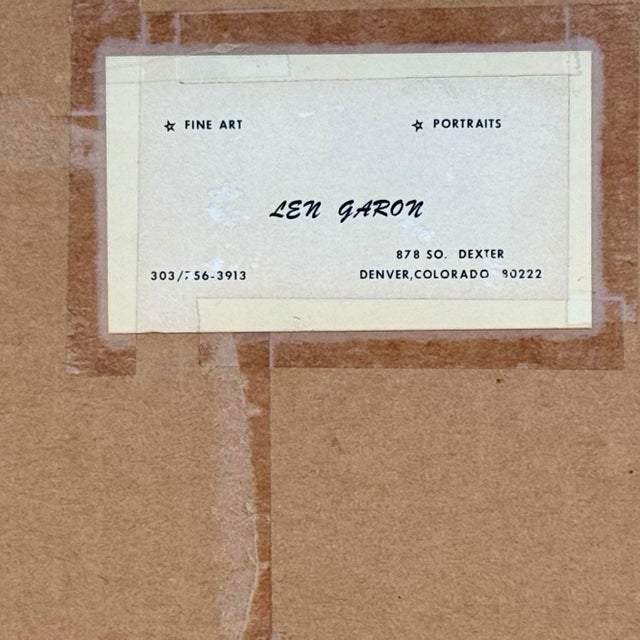 ☆ FINE ART ☆ PORTRAITS
LEN GARON
878 SO. DEXTER
303/756-3913 DENVER, COLORADO 80222